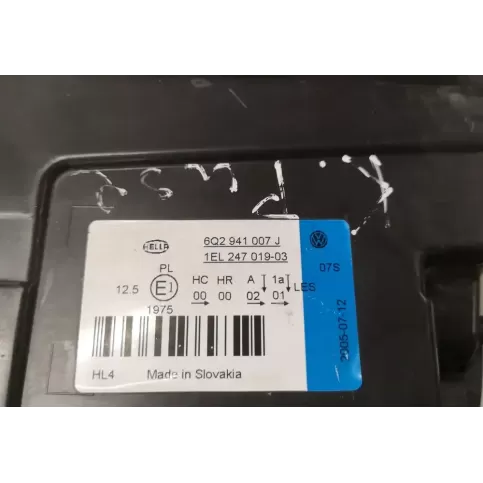 HELLA
6Q2 941 007 J
1EL 247 019-03
07S
PL
HC HR A 1a
12.5 E1 LES
00 00 02 01
1975
2005-07-12
HL4 Made in Slovakia